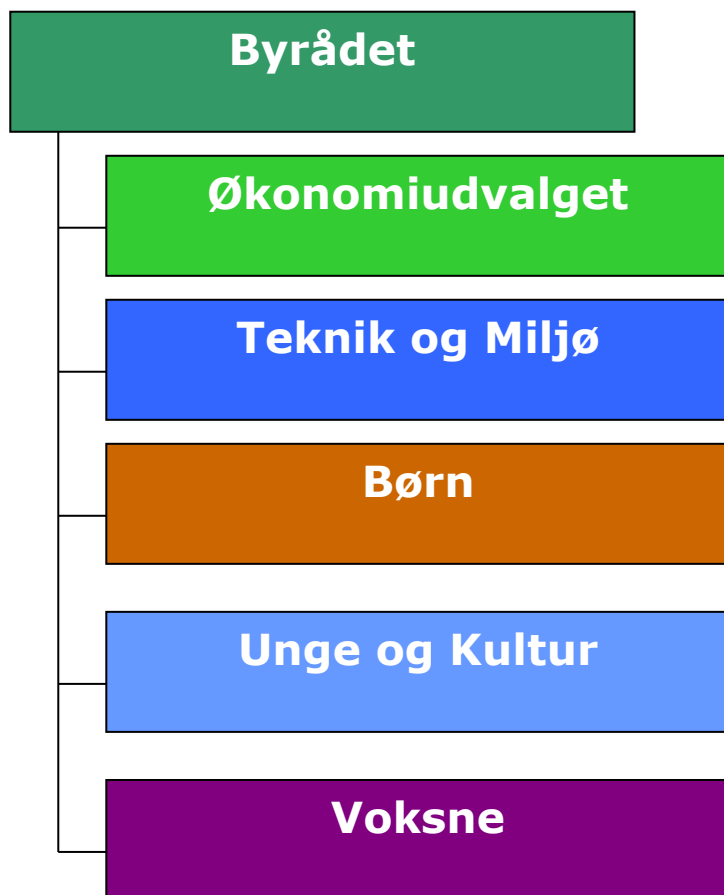 Byrådet
Økonomiudvalget
Teknik og Miljø
Børn
Unge og Kultur
Voksne